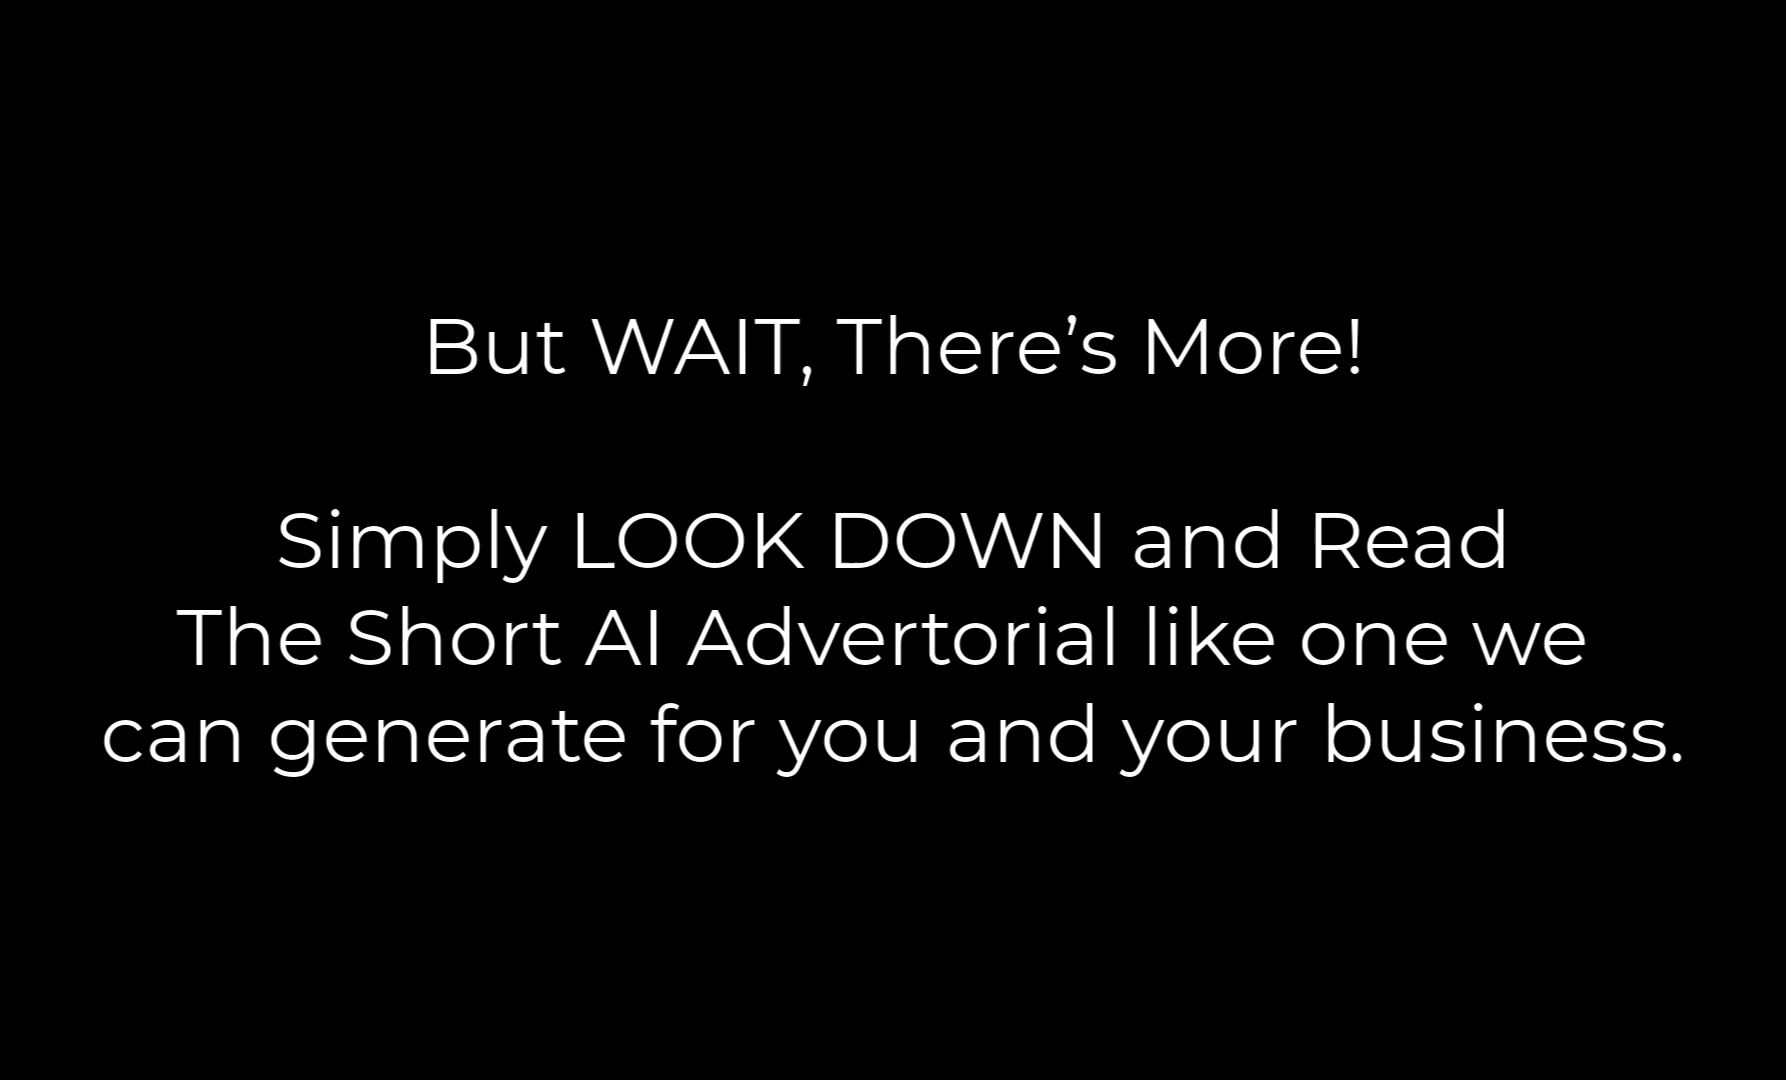 But WAIT, There’s More!
Simply LOOK DOWN and Read
The Short AI Advertorial like one we
can generate for you and your business.